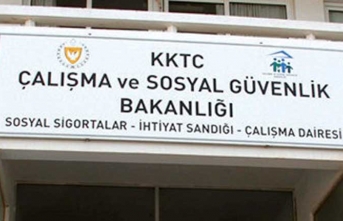 KKTC
ÇALIŞMA ve SOSYAL GÜVENLİK
BAKANLIĞI
SOSYAL SİGORTALAR - İHTİYAT SANDIĞI - ÇALIŞMA DAİRESİ